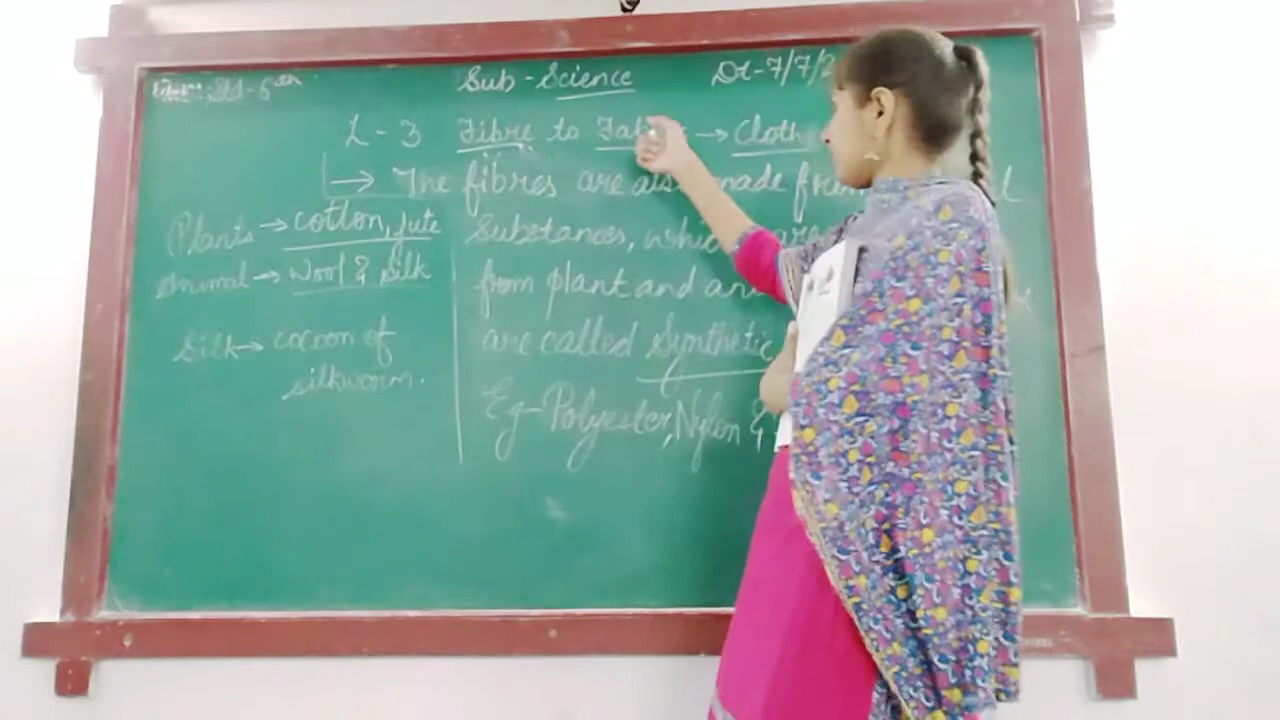 Std-6th
Sub-Science
Dt-7/7/2
L-3 Fibre to Fab → Cloth
→ The fibres are also made from
Substances, which are
from plant and an
are called Synthetic
Eg-Polyester, Nylon &
Plants → cotton, jute
Animal → Wool & Silk
Silk → cocoon of
silkworm.